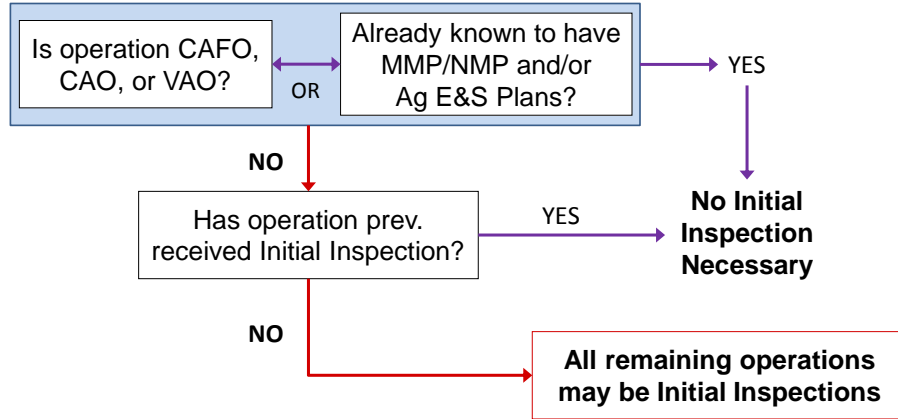 Is operation CAFO,
CAO, or VAO?
OR
Already known to have
MMP/NMP and/or
Ag E&S Plans?
YES
NO
Has operation prev.
received Initial Inspection?
YES
No Initial
Inspection
Necessary
NO
All remaining operations
may be Initial Inspections